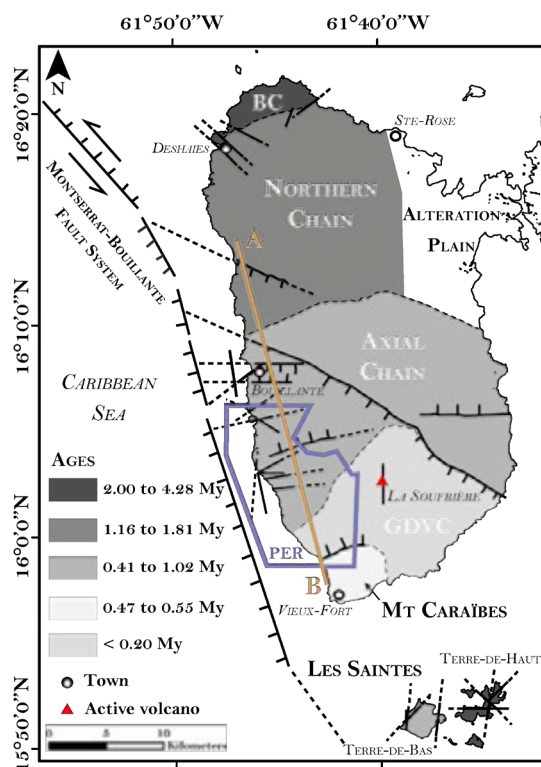 61°50'0"W
61°40'0"W
N
16°20'0"N
16°10'0"N
16°0'0"N
15°50'0"N
BC
Ste-Rose
Deshaies
Northern
Chain
Alteration
Plain
Montserrat-Bouillante
Fault System
A
Axial
Chain
Caribbean
Sea
Bouillante
Ages
2.00 to 4.28 My
1.16 to 1.81 My
0.41 to 1.02 My
0.47 to 0.55 My
< 0.20 My
La Soufrière
GDVC
PER
B
Vieux-Fort
Mt Caraïbes
Les Saintes
Terre-de-Haut
Terre-de-Bas
Town
Active volcano
0 5 10
Kilometers